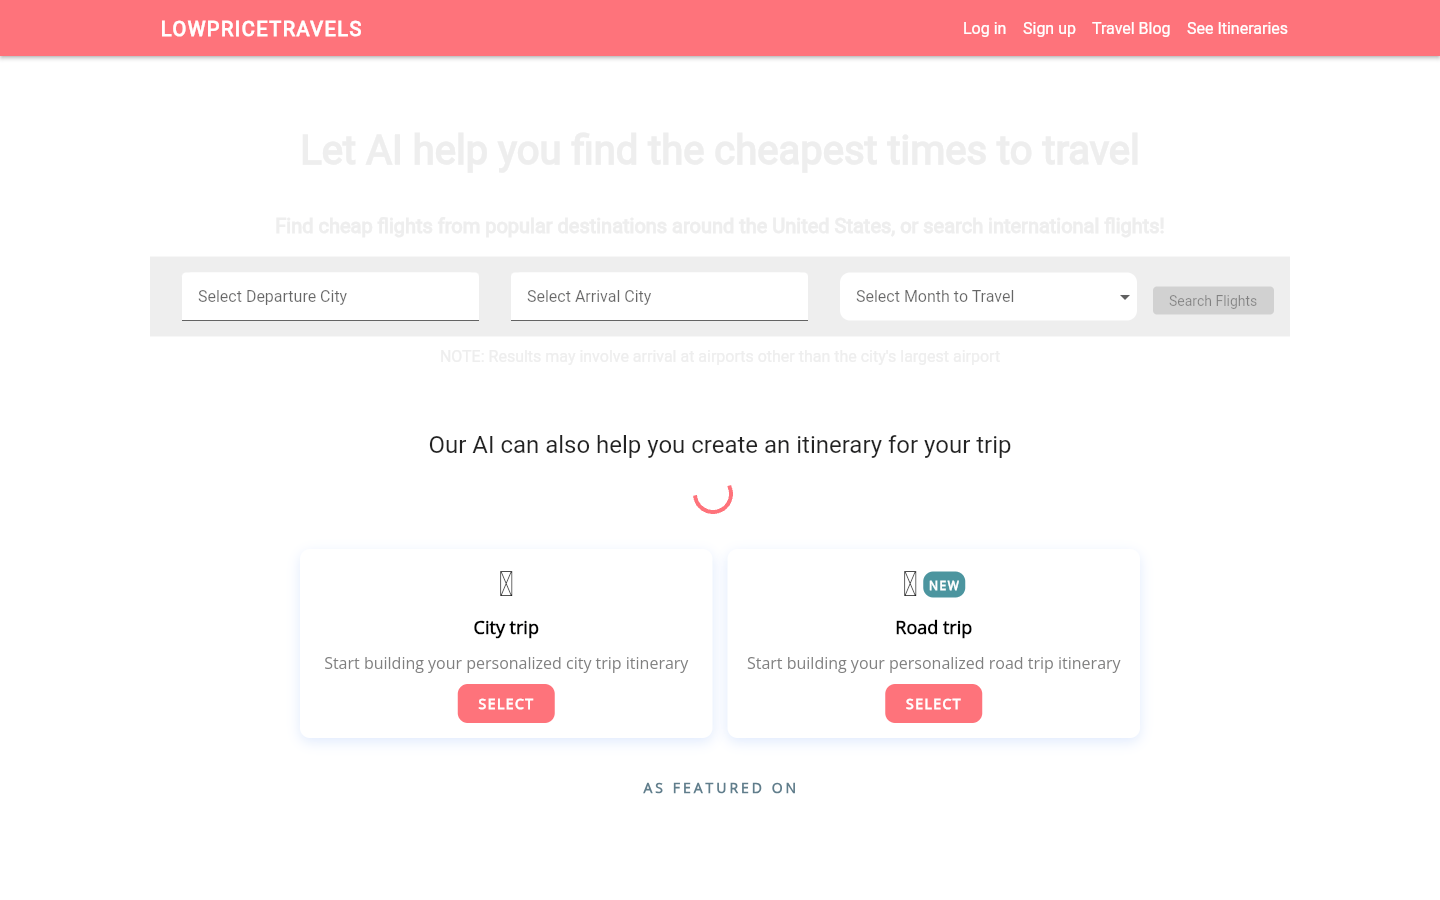 LOWPRICETRAVELS
Log in Sign up Travel Blog See Itineraries
Let AI help you find the cheapest times to travel
Find cheap flights from popular destinations around the United States, or search international flights!
Select Departure City Select Arrival City Select Month to Travel Search Flights
NOTE: Results may involve arrival at airports other than the city's largest airport
Our AI can also help you create an itinerary for your trip
NEW
City trip
Start building your personalized city trip itinerary
SELECT
Road trip
Start building your personalized road trip itinerary
SELECT
AS FEATURED ON